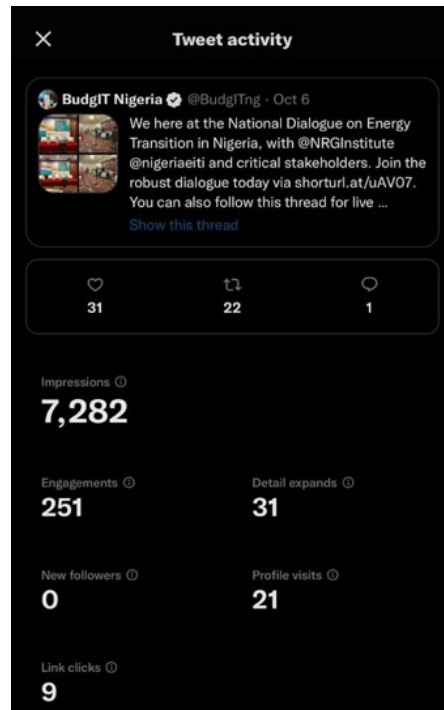 Tweet activity
BudgIT Nigeria @BudgITng · Oct 6
We here at the National Dialogue on Energy
Transition in Nigeria, with @NRGInstitute
@nigeriaeiti and critical stakeholders. Join the
robust dialogue today via shorturl.at/uAV07.
You can also follow this thread for live ...
Show this thread
31 22 1
Impressions
7,282
Engagements Detail expands
251 31
New followers Profile visits
0 21
Link clicks
9